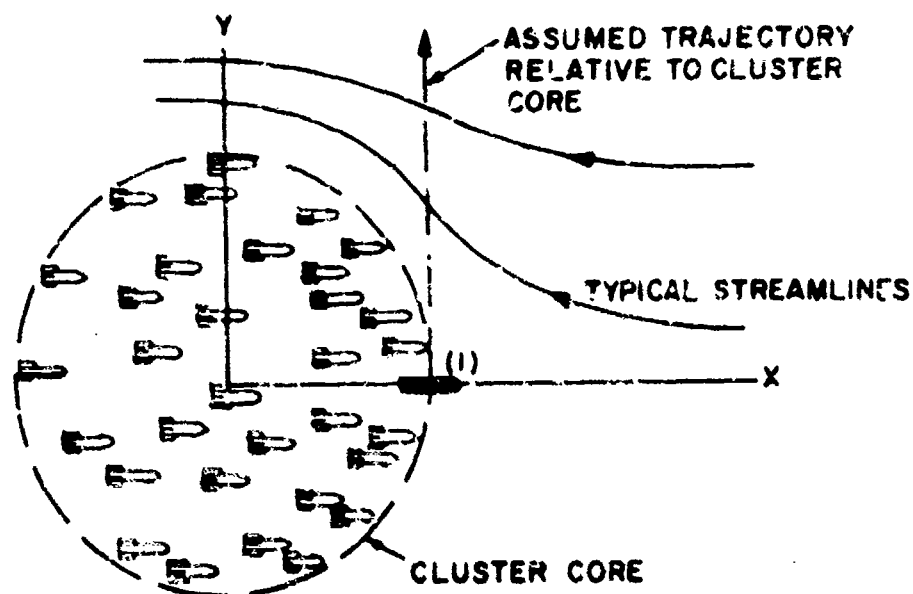 Y
ASSUMED TRAJECTORY
RELATIVE TO CLUSTER
CORE
TYPICAL STREAMLINES
(1)
X
CLUSTER CORE